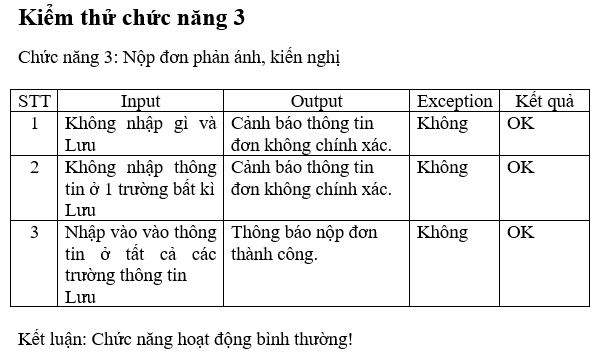 Kiểm thử chức năng 3
Chức năng 3: Nộp đơn phản ánh, kiến nghị
STT Input Output Exception Kết quả
1 Không nhập gì và Cảnh báo thông tin Không OK
Lưu đơn không chính xác.
2 Không nhập thông Cảnh báo thông tin Không OK
tin ở 1 trường bất kì đơn không chính xác.
Lưu
3 Nhập vào vào thông Thông báo nộp đơn Không OK
tin ở tất cả các thành công.
trường thông tin
Lưu
Kết luận: Chức năng hoạt động bình thường!